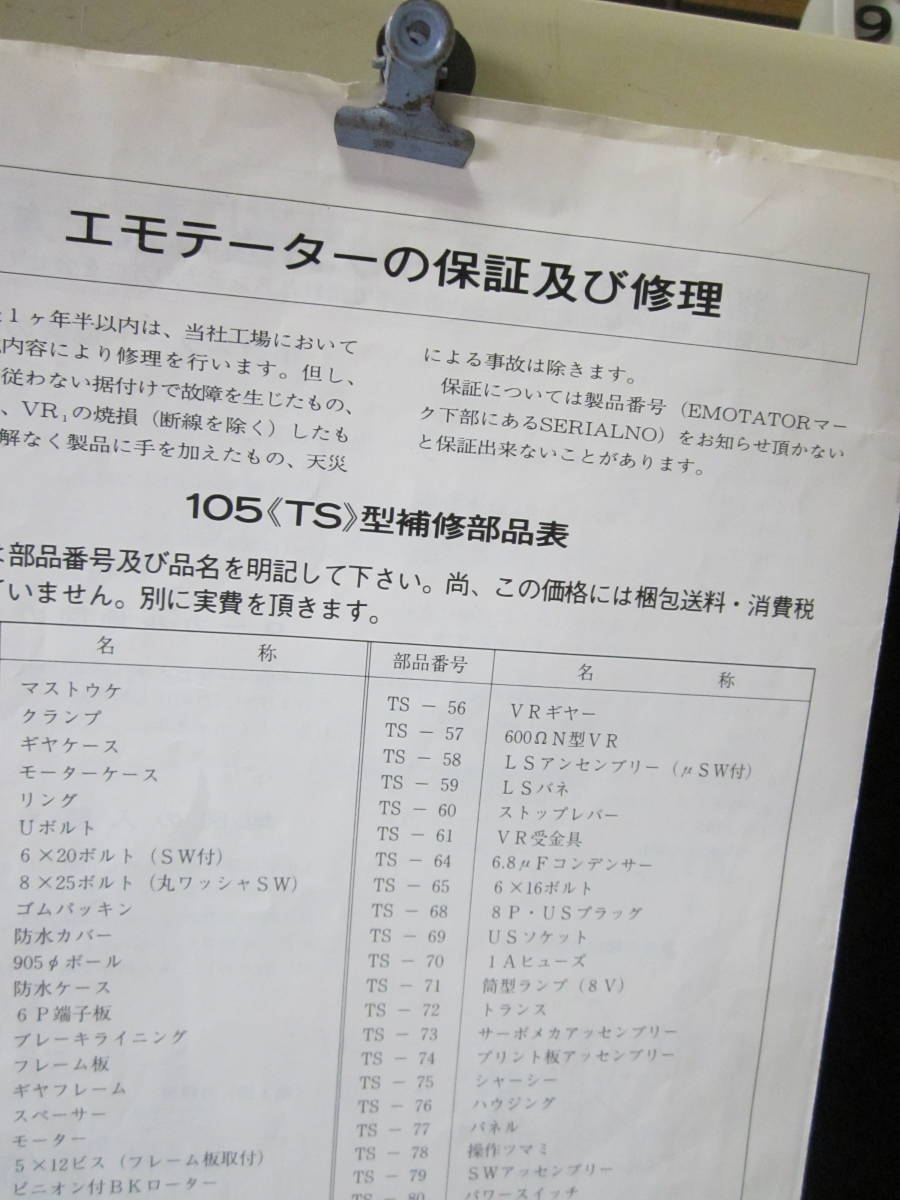 9
エモテーターの保証及び修理
1ヶ年半以内は、当社工場において
内容により修理を行います。但し、
従わない据付けで故障を生じたもの、
、VR₁の焼損（断線を除く）したも
解なく製品に手を加えたもの、天災
による事故は除きます。
保証については製品番号（EMOTATORマー
ク下部にあるSERIALNO）をお知らせ頂かない
と保証出来ないことがあります。
105《TS》型補修部品表
部品番号及び品名を明記して下さい。尚、この価格には梱包送料・消費税
いません。別に実費を頂きます。
名称
マストウケ
クランプ
ギヤケース
モーターケース
リング
Uボルト
6×20ボルト（SW付）
8×25ボルト（丸ワッシャSW）
ゴムパッキン
防水カバー
905φボール
防水ケース
6P端子板
ブレーキライニング
フレーム板
ギヤフレーム
スペーサー
モーター
5×12ビス（フレーム板取付）
ピニオン付BKローター
部品番号 名称
TS－56 VRギヤー
TS－57 600ΩN型VR
TS－58 LSアンセンブリー（μSW付）
TS－59 LSバネ
TS－60 ストップレバー
TS－61 VR受金具
TS－64 6.8μFコンデンサー
TS－65 6×16ボルト
TS－68 8P・USプラッグ
TS－69 USソケット
TS－70 1Aヒューズ
TS－71 筒型ランプ（8V）
TS－72 トランス
TS－73 サーボメカアッセンブリー
TS－74 プリント板アッセンブリー
TS－75 シャーシー
TS－76 ハウジング
TS－77 パネル
TS－78 操作ツマミ
TS－79 SWアッセンブリー
TS－80 パワースイッチ